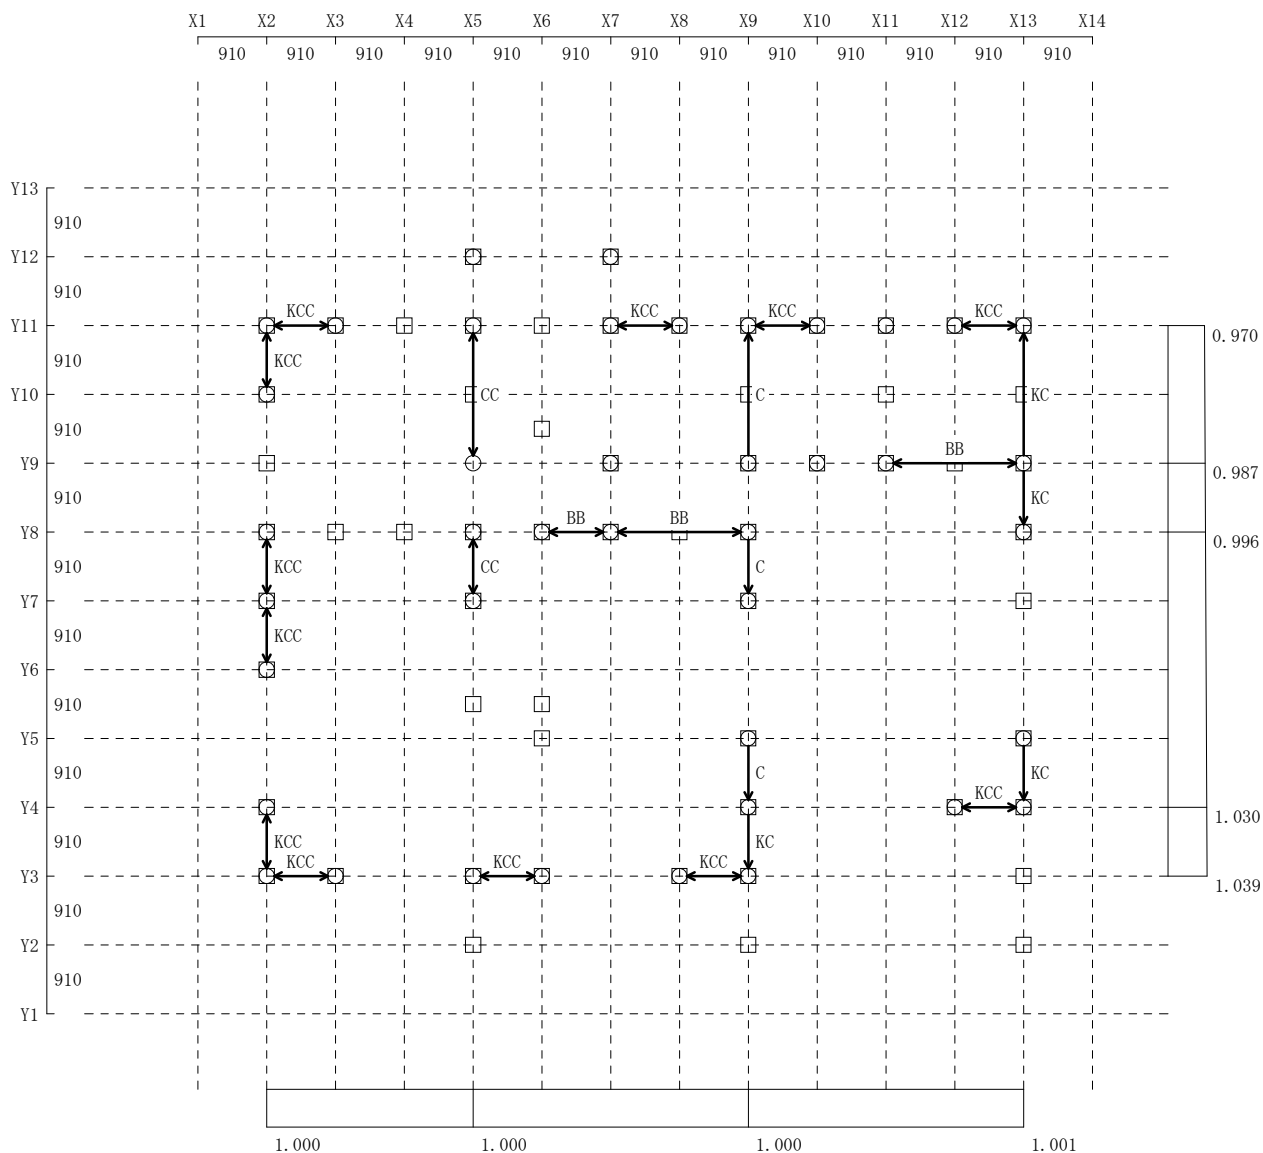 X1 X2 X3 X4 X5 X6 X7 X8 X9 X10 X11 X12 X13 X14
910 910 910 910 910 910 910 910 910 910 910 910 910
Y13
910
Y12
910
KCC KCC KCC KCC
Y11
0.970
910 KCC
Y10 CC C KC
910
BB
Y9
0.987
910 KC
BB BB
Y8
0.996
910 KCC CC C
Y7
910 KCC
Y6
910
Y5
910 C KC
KCC
Y4
1.030
910 KCC KC
KCC KCC KCC
Y3
1.039
910
Y2
910
Y1
1.000 1.000 1.000 1.001